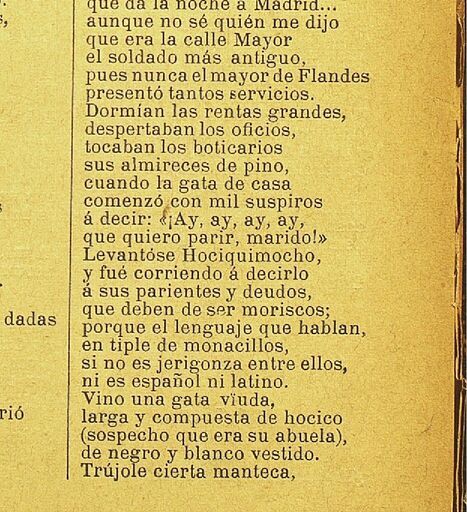 que da la noche á Madrid...
aunque no sé quién me dijo
que era la calle Mayor
el soldado más antiguo,
pues nunca el mayor de Flandes
presentó tantos servicios.
Dormían las rentas grandes,
despertaban los oficios,
tocaban los boticarios
sus almireces de pino,
cuando la gata de casa
comenzó con mil suspiros
á decir: «¡Ay, ay, ay, ay,
que quiero parir, marido!»
Levantóse Hociquimocho,
y fué corriendo á decirlo
á sus parientes y deudos,
que deben de ser moriscos;
porque el lenguaje que hablan,
en tiple de monacillos,
si no es jerigonza entre ellos,
ni es español ni latino.
Vino una gata viuda,
larga y compuesta de hocico
(sospecho que era su abuela),
de negro y blanco vestido.
Trújole cierta manteca,
dadas
rió